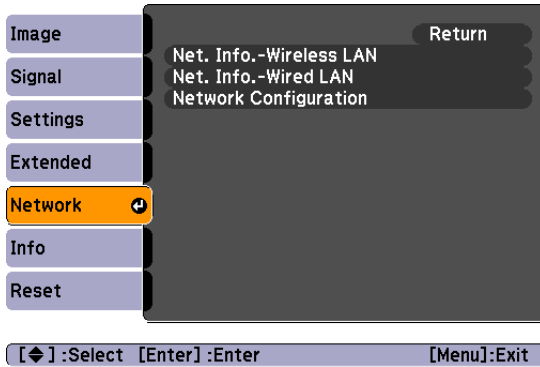 Image
Signal
Settings
Extended
Network
Info
Reset
Return
Net. Info.-Wireless LAN
Net. Info.-Wired LAN
Network Configuration
[◆] :Select [Enter] :Enter [Menu]:Exit